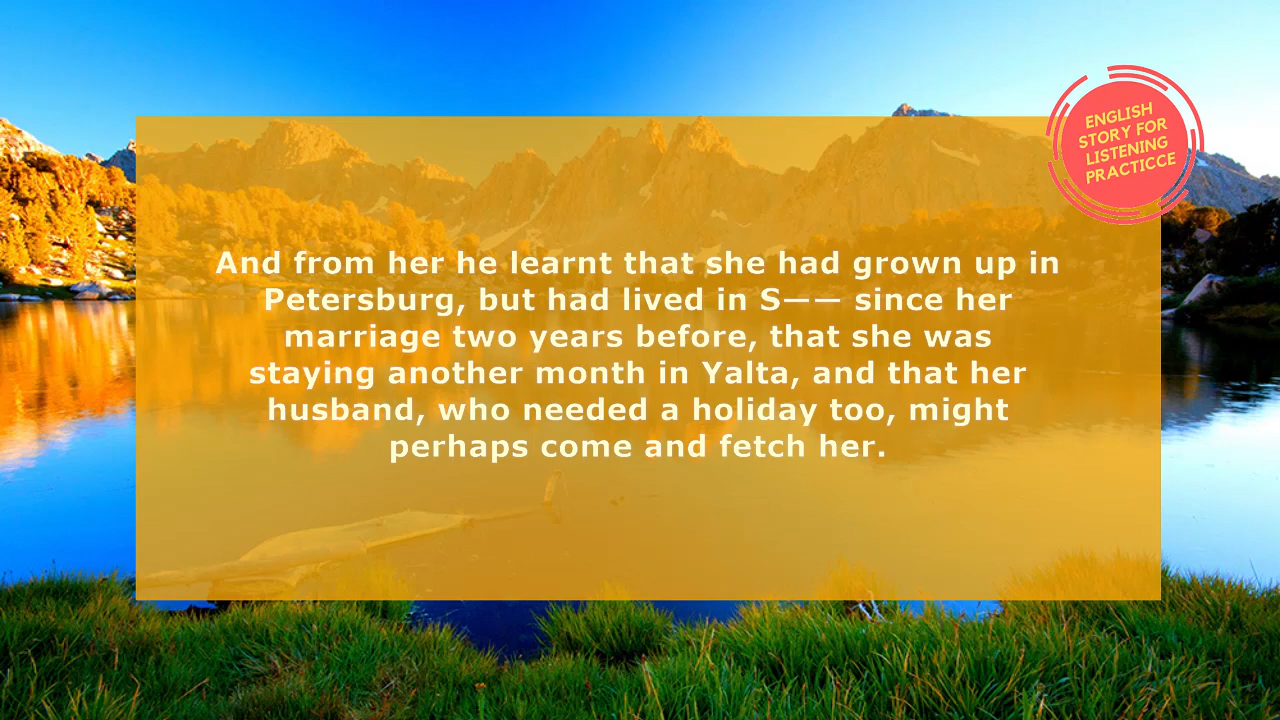 ENGLISH
STORY FOR
LISTENING
PRACTICCE
And from her he learnt that she had grown up in
Petersburg, but had lived in S—— since her
marriage two years before, that she was
staying another month in Yalta, and that her
husband, who needed a holiday too, might
perhaps come and fetch her.